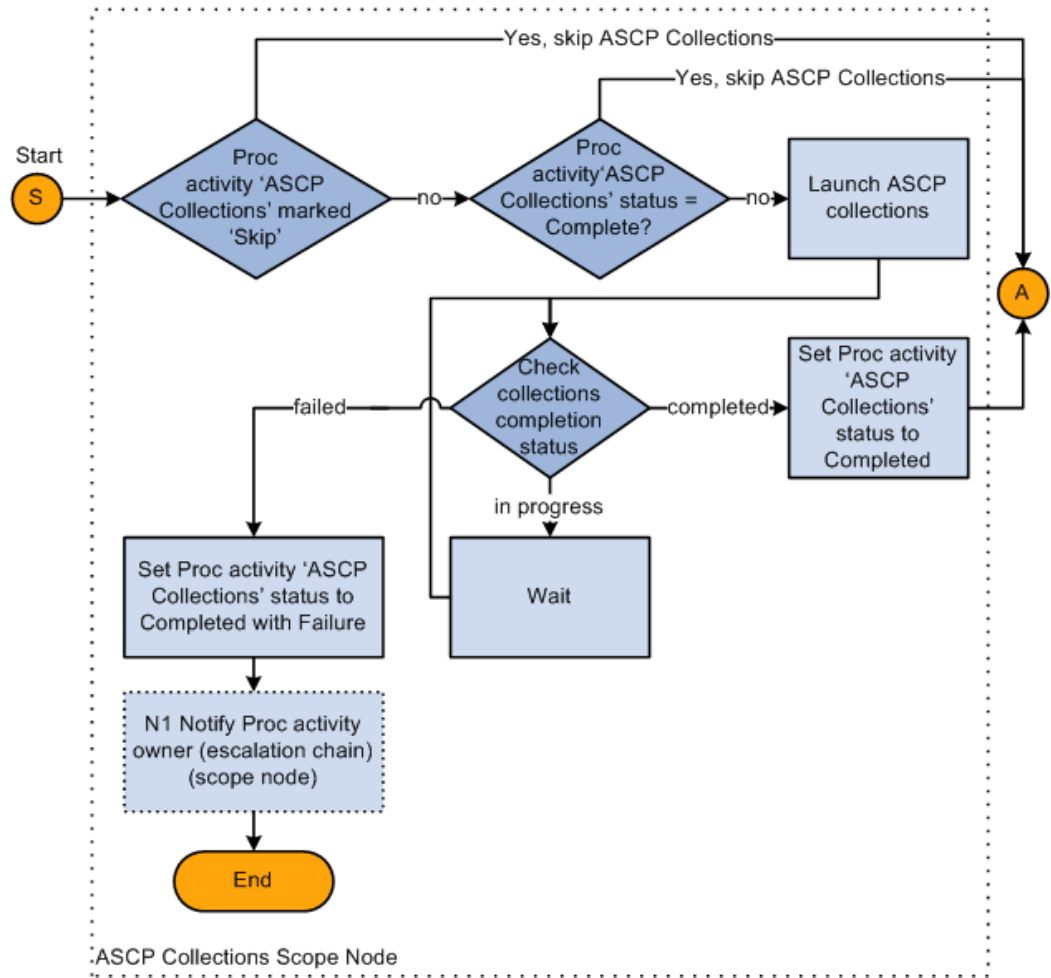 Yes, skip ASCP Collections
Yes, skip ASCP Collections
Start
S
Proc
activity ‘ASCP
Collections’ marked
‘Skip’
no
Proc
activity‘ASCP
Collections’ status =
Complete?
no
Launch ASCP
collections
A
Check
collections
completion
status
failed
completed
Set Proc activity
‘ASCP
Collections’
status to
Completed
in progress
Set Proc activity ‘ASCP
Collections’ status to
Completed with Failure
Wait
N1 Notify Proc activity
owner (escalation chain)
(scope node)
End
ASCP Collections Scope Node